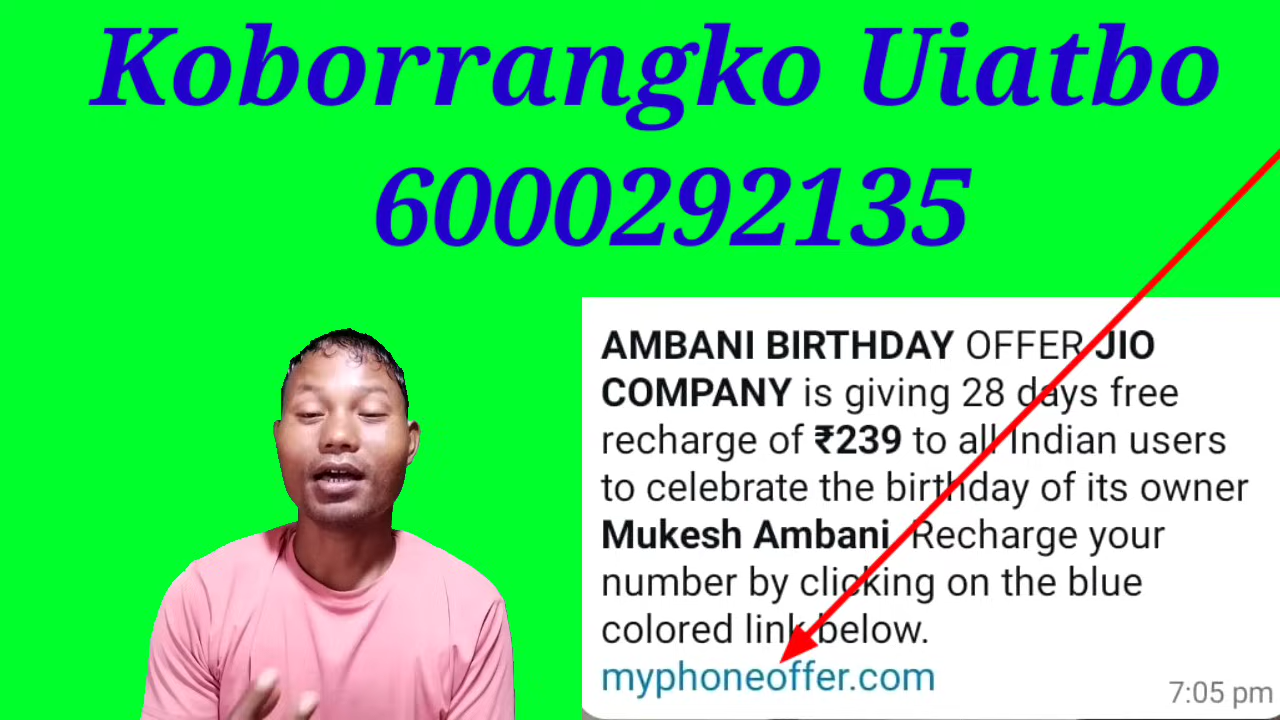 Koborrangko Uiatbo
6000292135
AMBANI BIRTHDAY OFFER JIO
COMPANY is giving 28 days free
recharge of ₹239 to all Indian users
to celebrate the birthday of its owner
Mukesh Ambani. Recharge your
number by clicking on the blue
colored link below.
myphoneoffer.com
7:05 pm